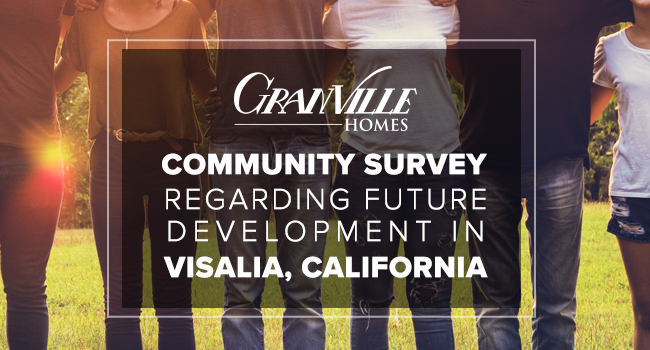 GRANVILLE
HOMES
COMMUNITY SURVEY
REGARDING FUTURE
DEVELOPMENT IN
VISALIA, CALIFORNIA